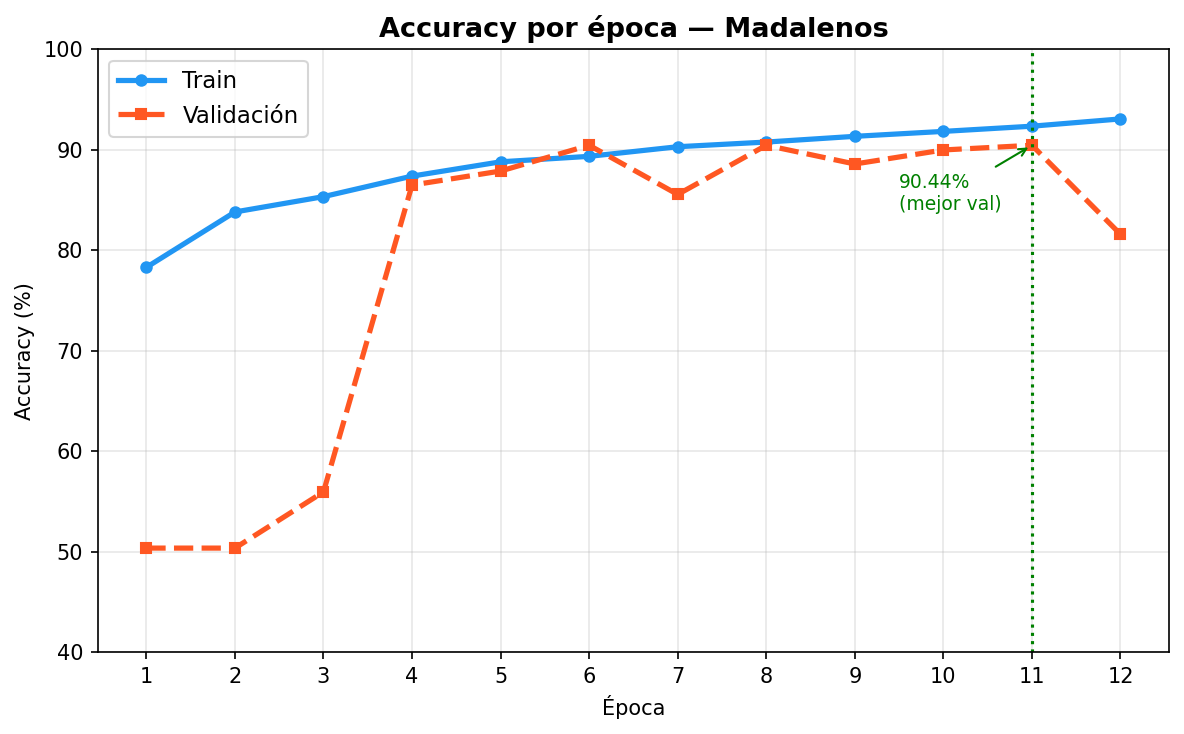 Accuracy por época — Madalenos
Train
Validación
100
90
80
70
60
50
40
Accuracy (%)
90.44%
(mejor val)
1 2 3 4 5 6 7 8 9 10 11 12
Época